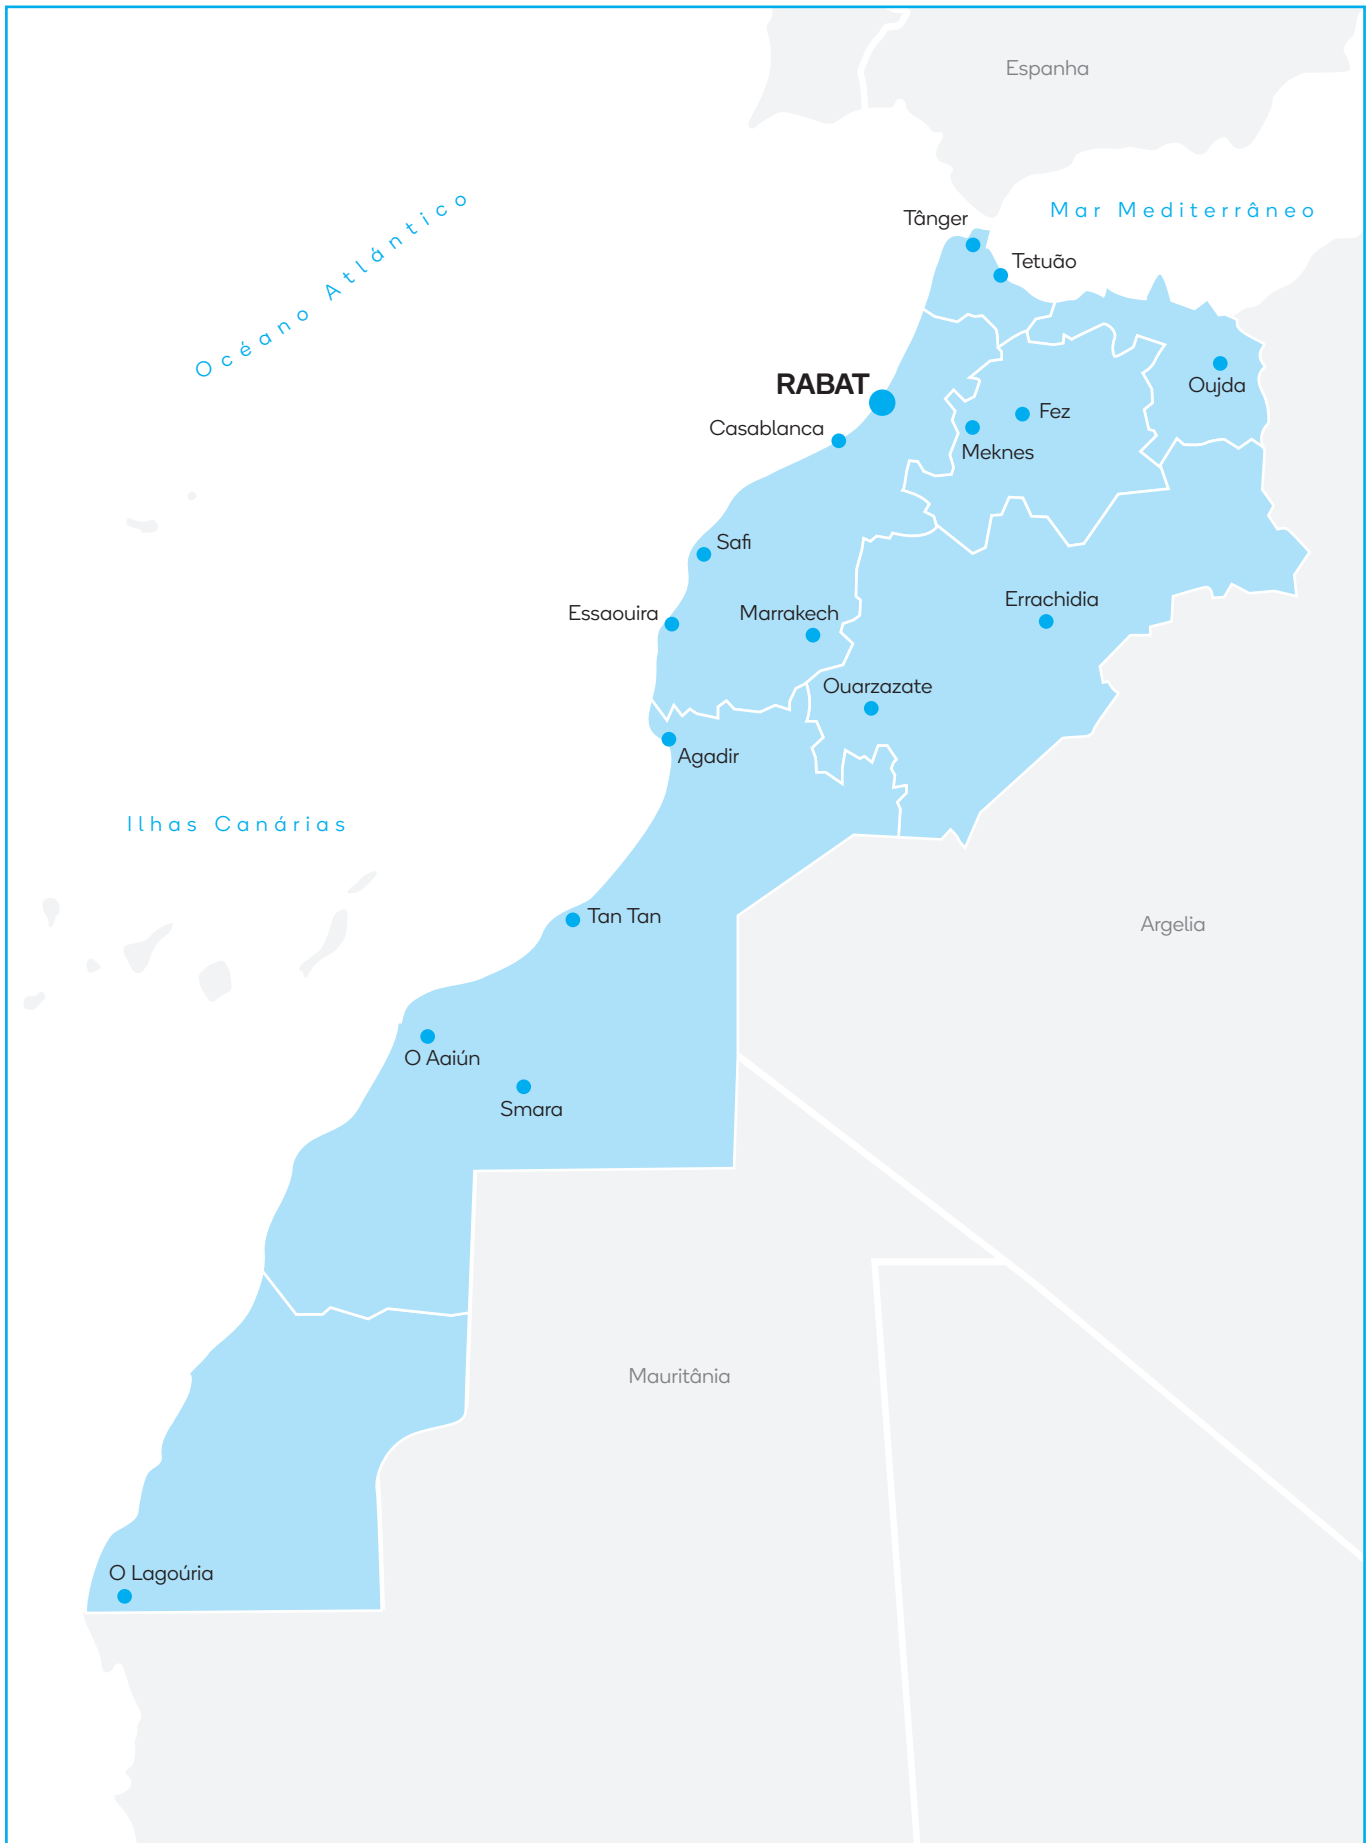 Espanha
Océano Atlántico
Mar Mediterrâneo
Tânger
Tetuão
RABAT
Oujda
Casablanca
Fez
Meknes
Safi
Errachidia
Essaouira
Marrakech
Ouarzazate
Agadir
Ilhas Canárias
Tan Tan
Argelia
O Aaiún
Smara
Mauritânia
O Lagoúria